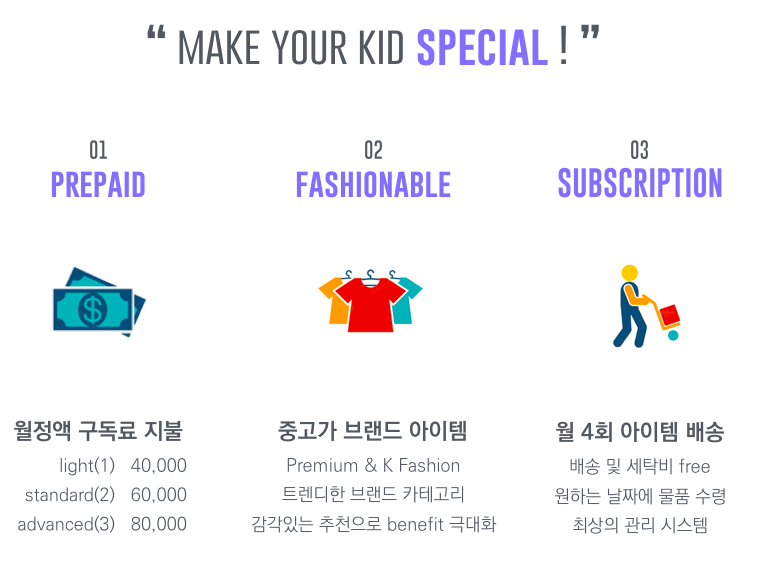 “ MAKE YOUR KID SPECIAL ! ”
01
PREPAID
월정액 구독료 지불
light(1) 40,000
standard(2) 60,000
advanced(3) 80,000
02
FASHIONABLE
중고가 브랜드 아이템
Premium & K Fashion
트렌디한 브랜드 카테고리
감각있는 추천으로 benefit 극대화
03
SUBSCRIPTION
월 4회 아이템 배송
배송 및 세탁비 free
원하는 날짜에 물품 수령
최상의 관리 시스템